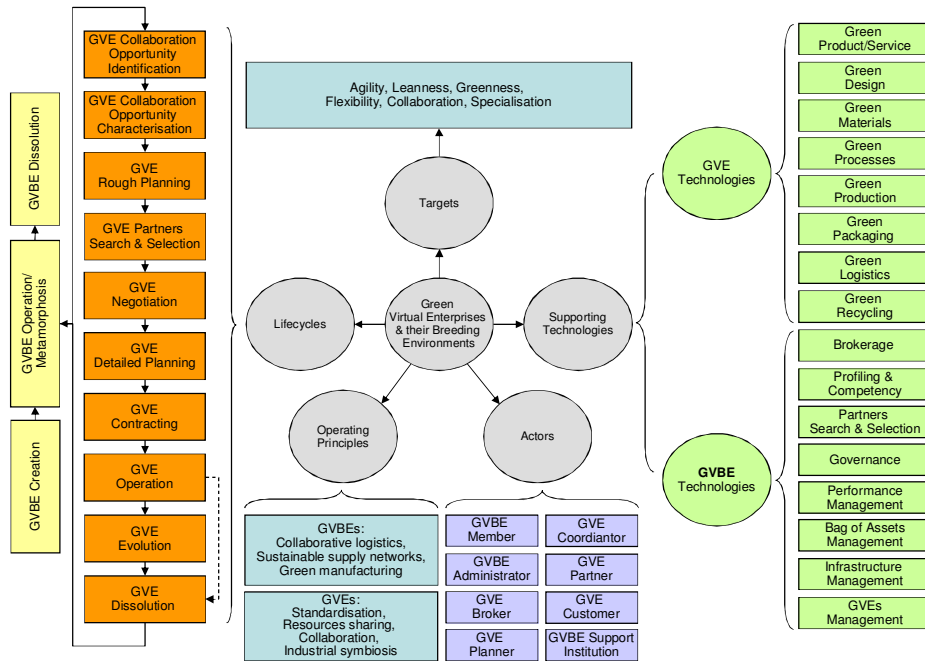 GVBE Dissolution
GVBE Operation/
Metamorphosis
GVBE Creation
GVE Collaboration
Opportunity
Identification
GVE Collaboration
Opportunity
Characterisation
GVE
Rough Planning
GVE Partners
Search & Selection
GVE
Negotiation
GVE
Detailed Planning
GVE
Contracting
GVE
Operation
GVE
Evolution
GVE
Dissolution
Agility, Leanness, Greenness,
Flexibility, Collaboration, Specialisation
Targets
Lifecycles
Green
Virtual Enterprises
& their Breeding
Environments
Supporting
Technologies
Operating
Principles
Actors
GVBEs:
Collaborative logistics,
Sustainable supply networks,
Green manufacturing
GVEs:
Standardisation,
Resources sharing,
Collaboration,
Industrial symbiosis
GVBE
Member
GVE
Coordiantor
GVBE
Administrator
GVE
Partner
GVE
Broker
GVE
Customer
GVE
Planner
GVBE Support
Institution
GVE
Technologies
GVBE
Technologies
Green
Product/Service
Green
Design
Green
Materials
Green
Processes
Green
Production
Green
Packaging
Green
Logistics
Green
Recycling
Brokerage
Profiling &
Competency
Partners
Search & Selection
Governance
Performance
Management
Bag of Assets
Management
Infrastructure
Management
GVEs
Management